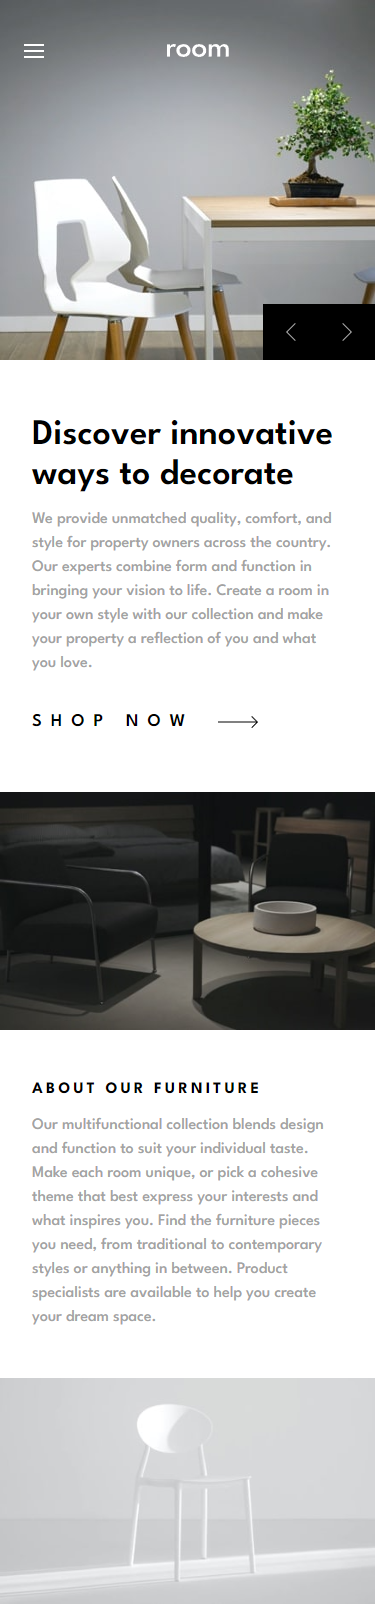 room
Discover innovative
ways to decorate
We provide unmatched quality, comfort, and
style for property owners across the country.
Our experts combine form and function in
bringing your vision to life. Create a room in
your own style with our collection and make
your property a reflection of you and what
you love.
SHOP NOW
ABOUT OUR FURNITURE
Our multifunctional collection blends design
and function to suit your individual taste.
Make each room unique, or pick a cohesive
theme that best express your interests and
what inspires you. Find the furniture pieces
you need, from traditional to contemporary
styles or anything in between. Product
specialists are available to help you create
your dream space.